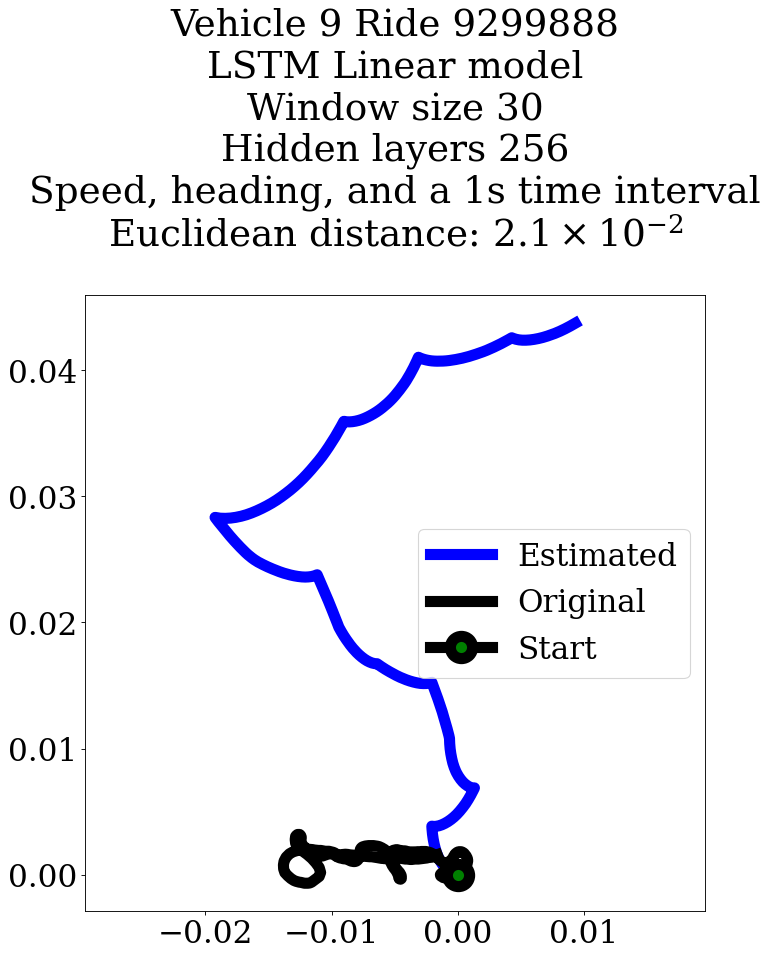 Vehicle 9 Ride 9299888
LSTM Linear model
Window size 30
Hidden layers 256
Speed, heading, and a 1s time interval
Euclidean distance: 2.1 × 10⁻²
0.04
0.03
Estimated
Original
0.02
Start
0.01
0.00
−0.02 −0.01 0.00 0.01